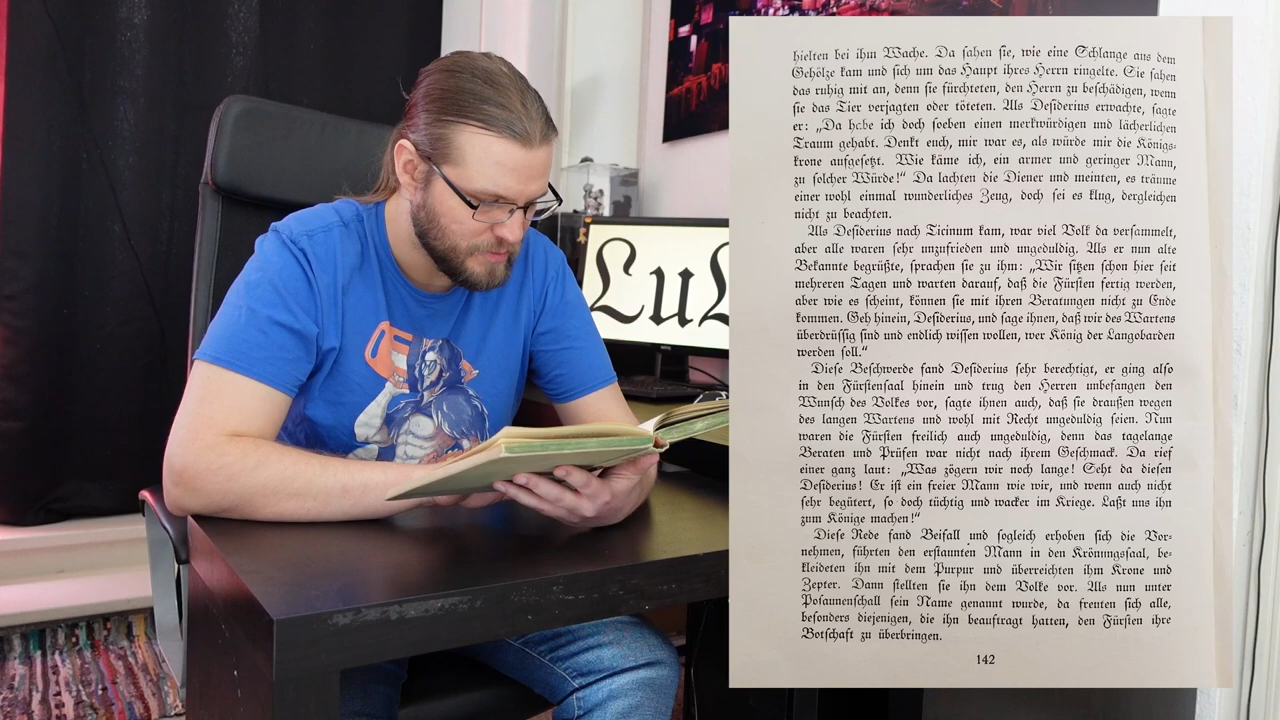 LuL
hielten bei ihm Wache. Da sahen sie, wie eine Schlange aus dem
Gehölze kam und sich um das Haupt ihres Herrn ringelte. Sie sahen
das ruhig mit an, denn sie fürchteten, den Herrn zu beschädigen, wenn
sie das Tier verjagten oder töteten. Als Desiderius erwachte, sagte
er: „Da habe ich doch soeben einen merkwürdigen und lächerlichen
Traum gehabt. Denkt euch, mir war es, als würde mir die Königs-
krone aufgesetzt. Wie käme ich, ein armer und geringer Mann,
zu solcher Würde!“ Da lachten die Diener und meinten, es träume
einer wohl einmal wunderliches Zeug, doch sei es klug, dergleichen
nicht zu beachten.
Als Desiderius nach Ticinum kam, war viel Volk da versammelt,
aber alle waren sehr unzufrieden und ungeduldig. Als er nun alte
Bekannte begrüßte, sprachen sie zu ihm: „Wir sitzen schon hier seit
mehreren Tagen und warten darauf, daß die Fürsten fertig werden,
aber wie es scheint, können sie mit ihren Beratungen nicht zu Ende
kommen. Geh hinein, Desiderius, und sage ihnen, daß wir des Wartens
überdrüssig sind und endlich wissen wollen, wer König der Langobarden
werden soll.“
Diese Beschwerde fand Desiderius sehr berechtigt, er ging also
in den Fürstensaal hinein und trug den Herren unbefangen den
Wunsch des Volkes vor, sagte ihnen auch, daß sie draußen wegen
des langen Wartens und wohl mit Recht ungeduldig seien. Nun
waren die Fürsten freilich auch ungeduldig, denn das tagelange
Beraten und Prüfen war nicht nach ihrem Geschmack. Da rief
einer ganz laut: „Was zögern wir noch lange! Seht da diesen
Desiderius! Er ist ein freier Mann wie wir, und wenn auch nicht
sehr begütert, so doch tüchtig und wacker im Kriege. Laßt uns ihn
zum Könige machen!“
Diese Rede fand Beifall und sogleich erhoben sich die Vor-
nehmen, führten den erstaunten Mann in den Krönungssaal, be-
kleideten ihn mit dem Purpur und überreichten ihm Krone und
Zepter. Dann stellten sie ihn dem Volke vor. Als nun unter
Posaunenschall sein Name genannt wurde, da freuten sich alle,
besonders diejenigen, die ihn beauftragt hatten, den Fürsten ihre
Botschaft zu überbringen.
142